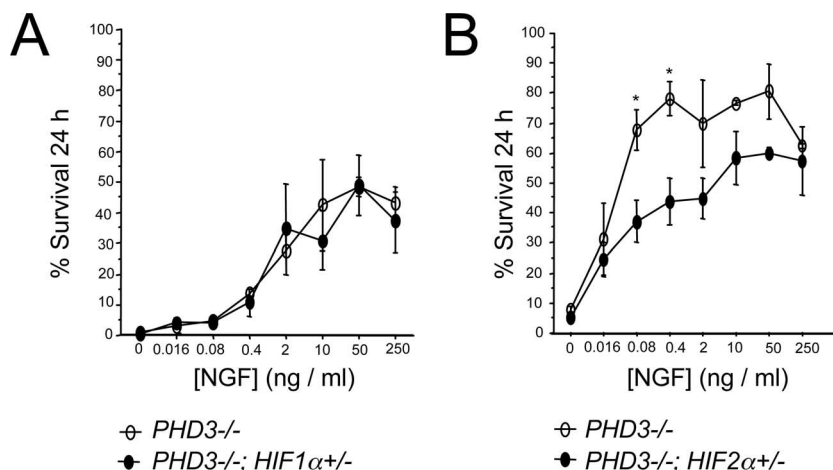 A
% Survival 24 h
100
90
80
70
60
50
40
30
20
10
0
0 0.016 0.08 0.4 2 10 50 250
[NGF] (ng / ml)
PHD3-/-
PHD3-/-; HIF1α+/-
B
% Survival 24 h
100
90
80
70
60
50
40
30
20
10
0
* *
0 0.016 0.08 0.4 2 10 50 250
[NGF] (ng / ml)
PHD3-/-
PHD3-/-; HIF2α+/-